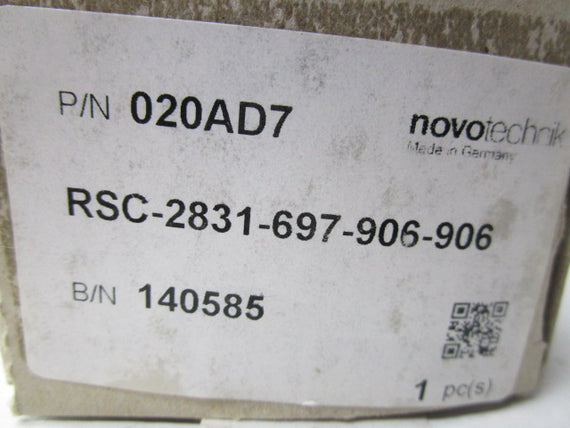 P/N 020AD7
novotechnik
Made in Germany
RSC-2831-697-906-906
B/N 140585
1 pc(s)